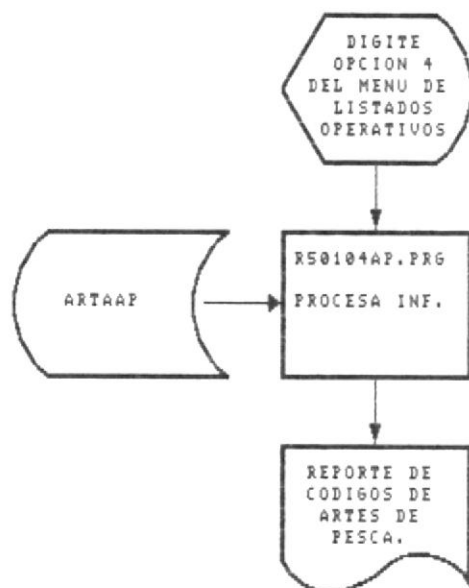 DIGITE
OPCION 4
DEL MENU DE
LISTADOS
OPERATIVOS
ARTAAP
R50104AP.PRG
PROCESA INF.
REPORTE DE
CODIGOS DE
ARTES DE
PESCA.